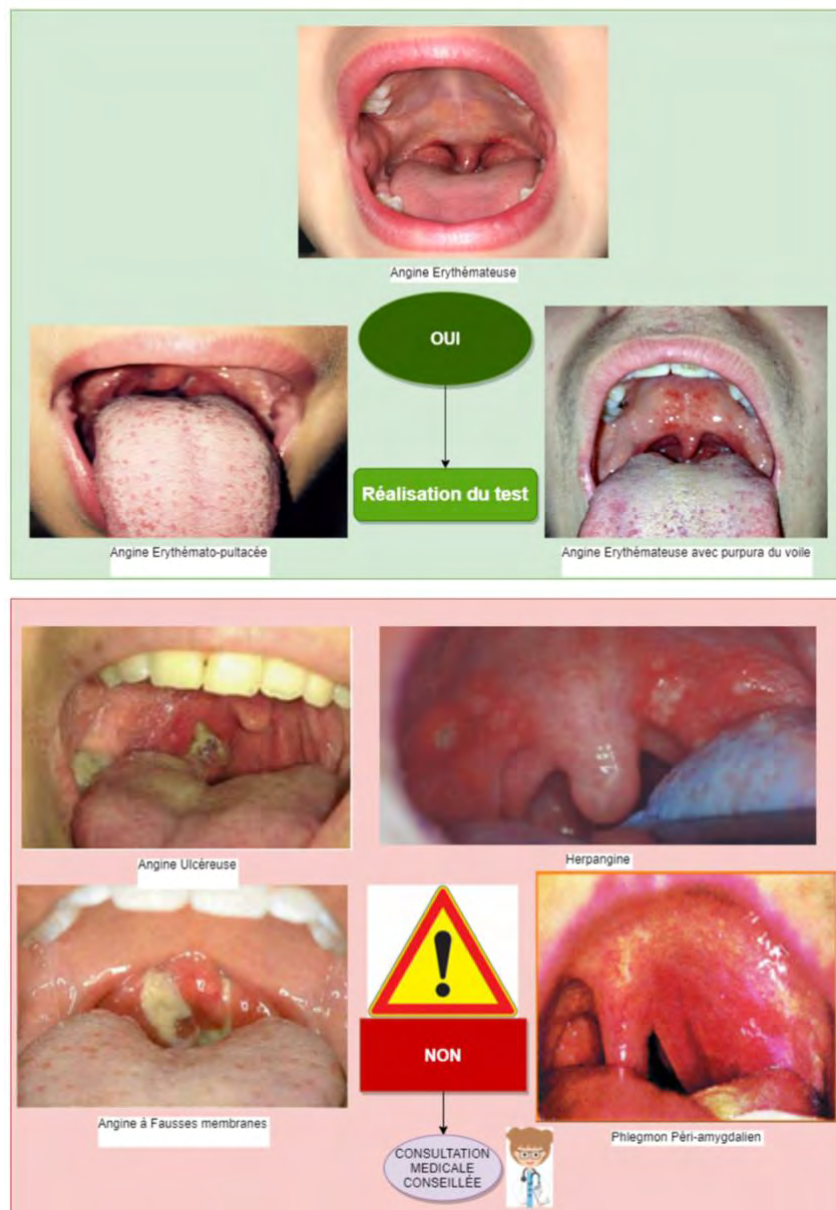 Angine Erythémateuse
OUI
Réalisation du test
Angine Erythémato-pultacée
Angine Erythémateuse avec purpura du voile
Angine Ulcéreuse
Herpangine
NON
Angine à Fausses membranes
Phlegmon Péri-amygdalien
CONSULTATION
MEDICALE
CONSEILLÉE